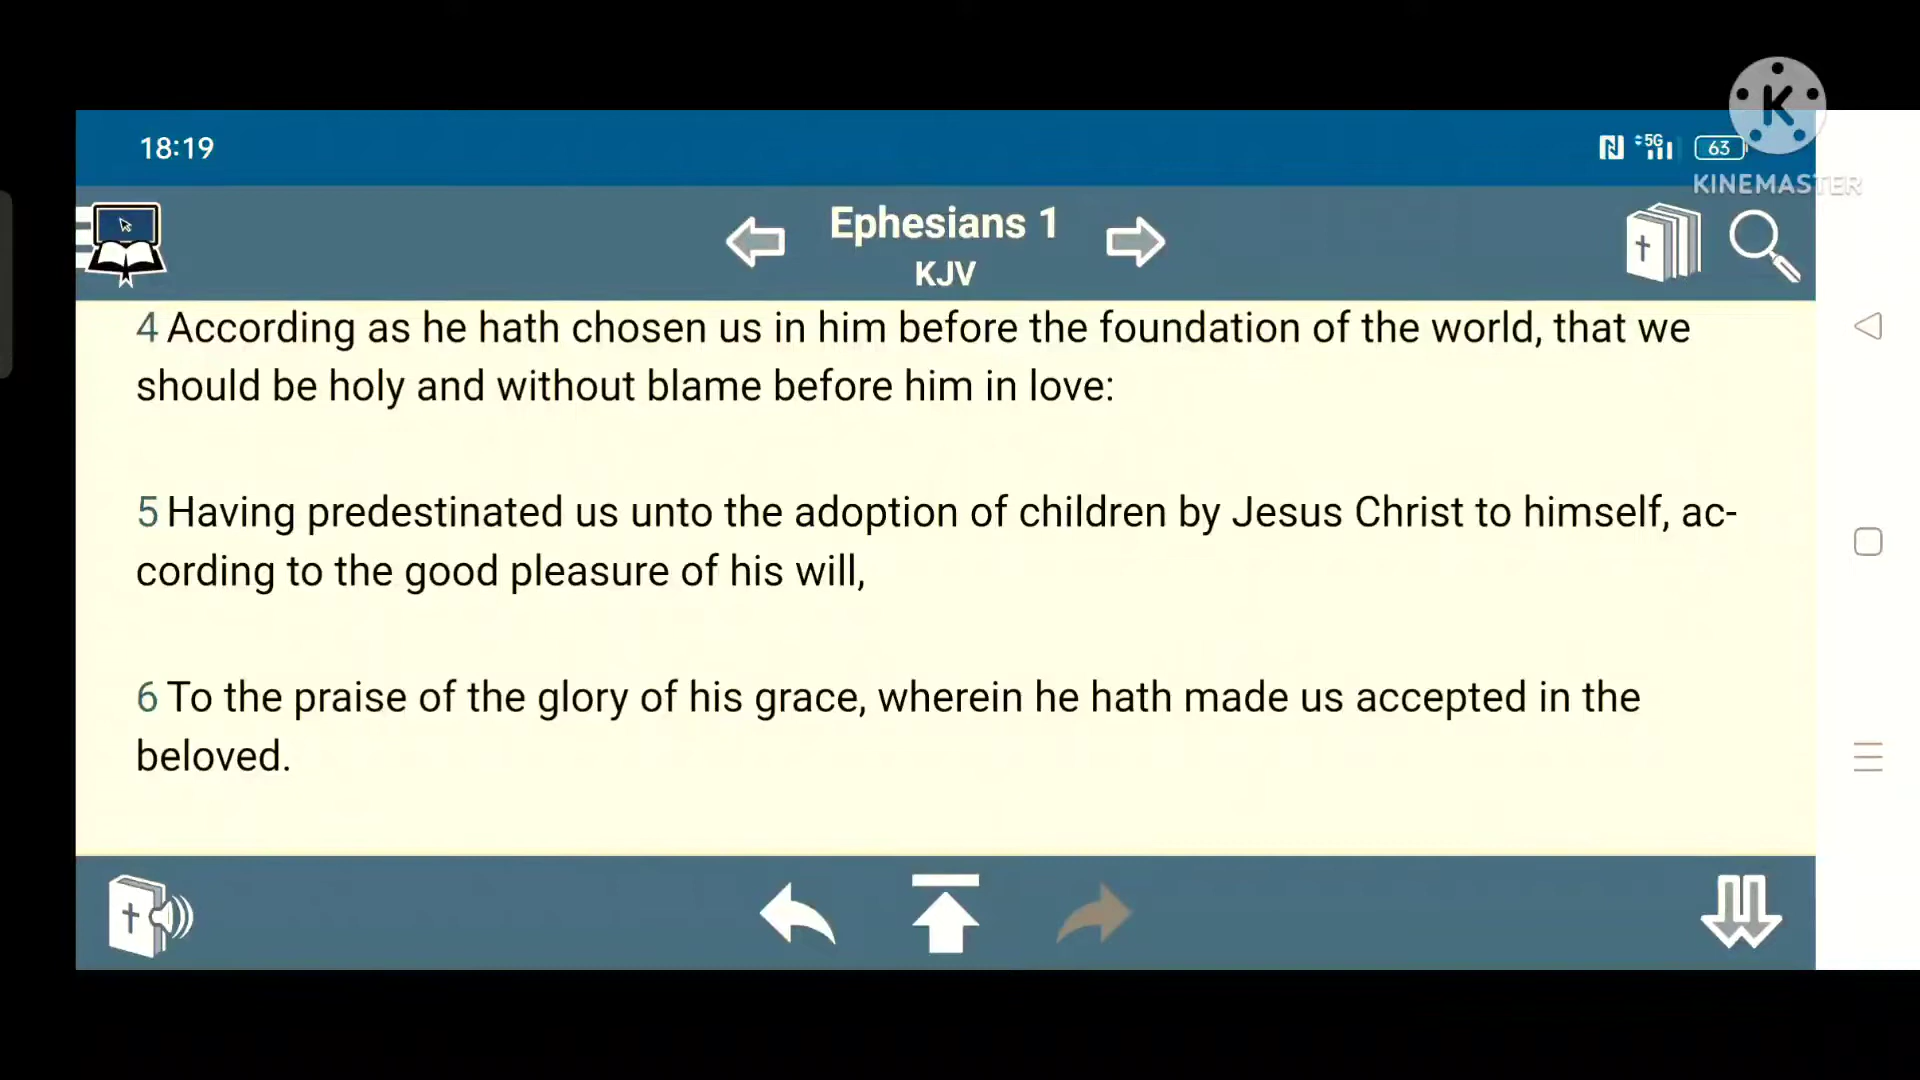 18:19
5G
63
K
KINEMASTER
Ephesians 1
KJV
4 According as he hath chosen us in him before the foundation of the world, that we
should be holy and without blame before him in love:
5 Having predestinated us unto the adoption of children by Jesus Christ to himself, ac-
cording to the good pleasure of his will,
6 To the praise of the glory of his grace, wherein he hath made us accepted in the
beloved.